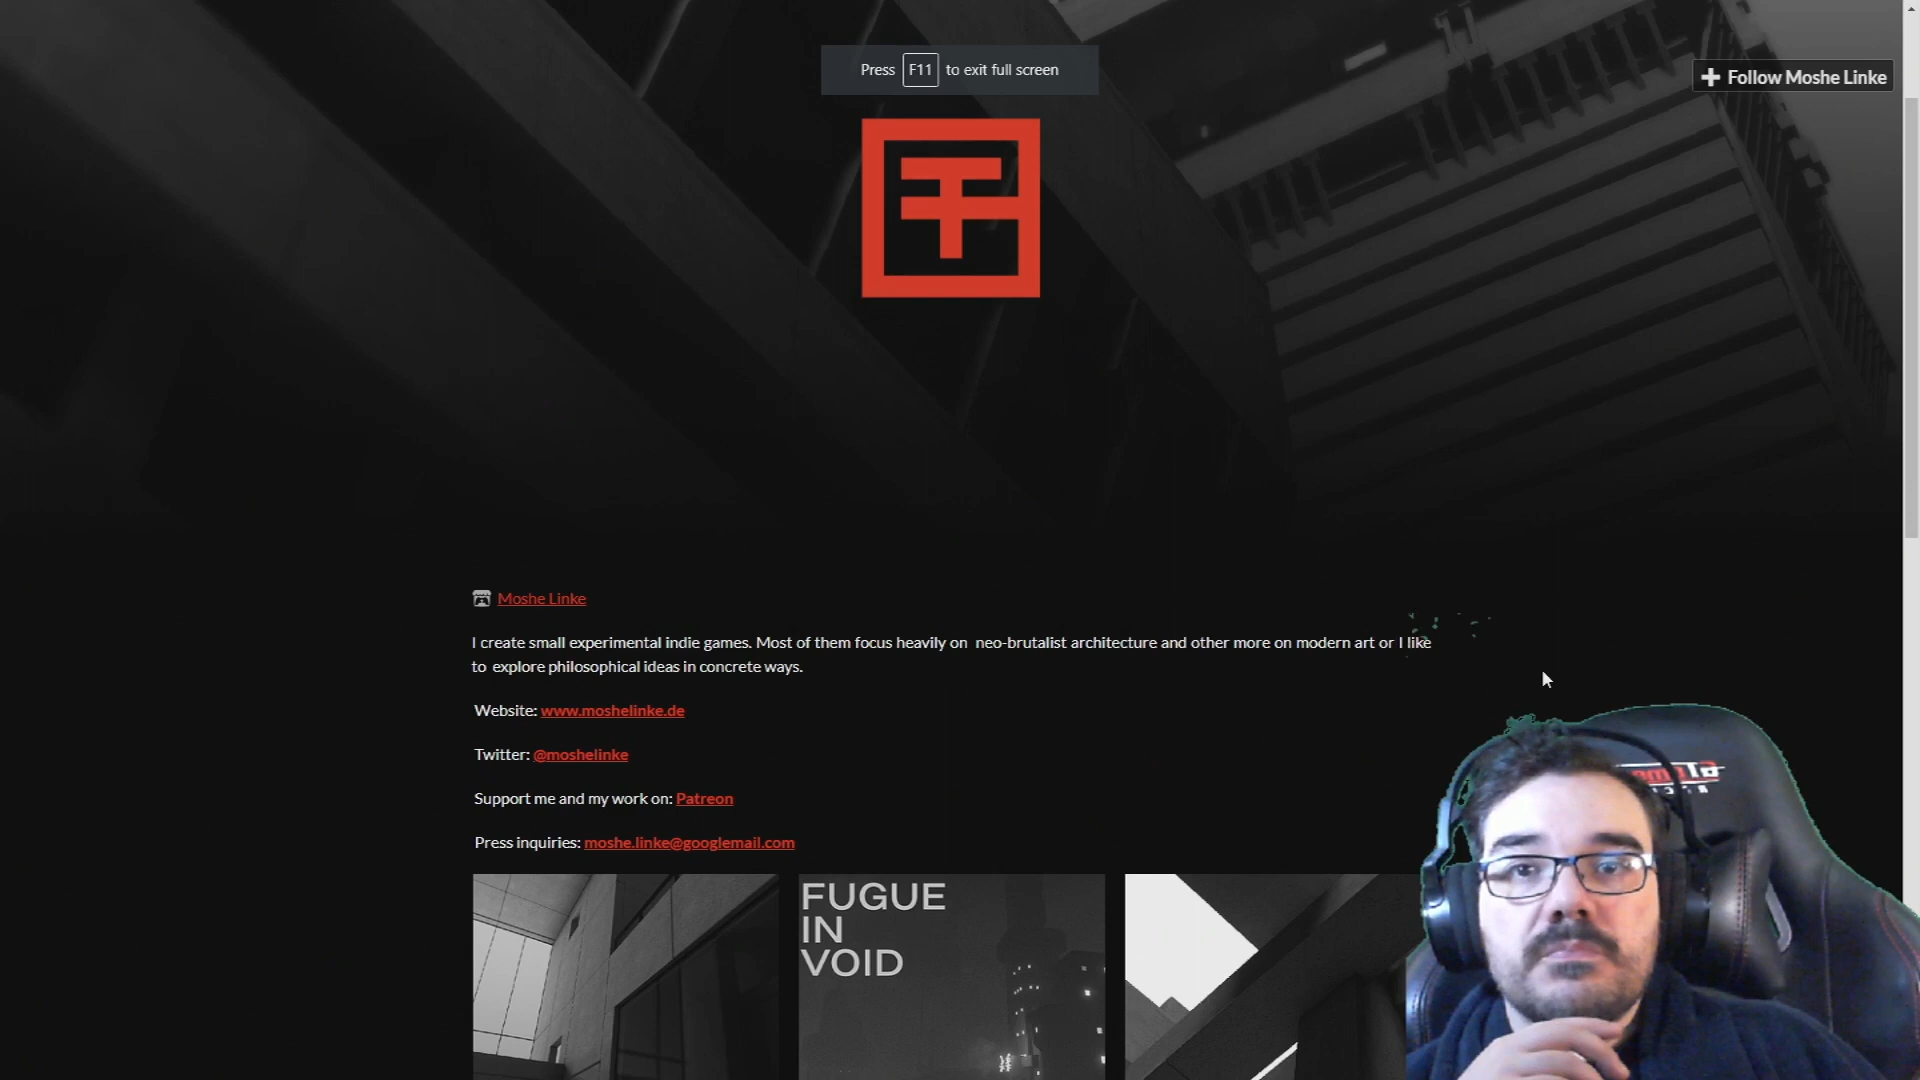 Press F11 to exit full screen
Follow Moshe Linke
Moshe Linke
I create small experimental indie games. Most of them focus heavily on neo-brutalist architecture and other more on modern art or I like
to explore philosophical ideas in concrete ways.
Website: www.moshelinke.de
Twitter: @moshelinke
Support me and my work on: Patreon
Press inquiries: moshe.linke@googlemail.com
FUGUE
IN
VOID